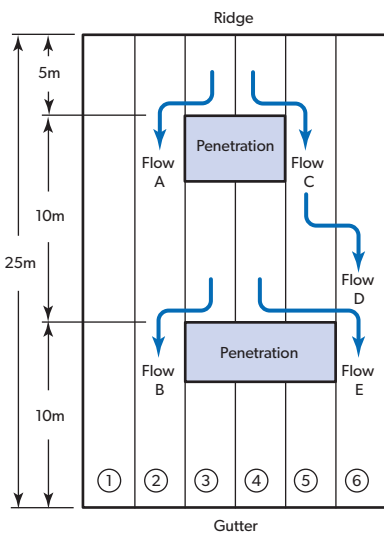 Ridge
5m
Penetration
Flow
A
Flow
C
10m
25m
Flow
D
Penetration
Flow
B
Flow
E
10m
1 2 3 4 5 6
Gutter